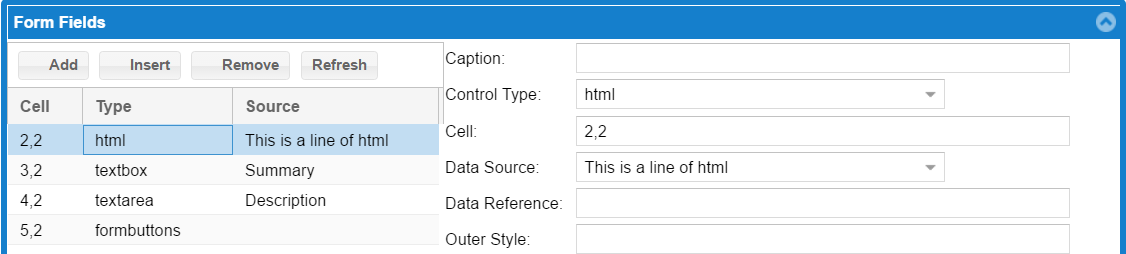 Form Fields
Add Insert Remove Refresh
Cell Type Source
2,2 html This is a line of html
3,2 textbox Summary
4,2 textarea Description
5,2 formbuttons
Caption:
Control Type: html
Cell: 2,2
Data Source: This is a line of html
Data Reference:
Outer Style: